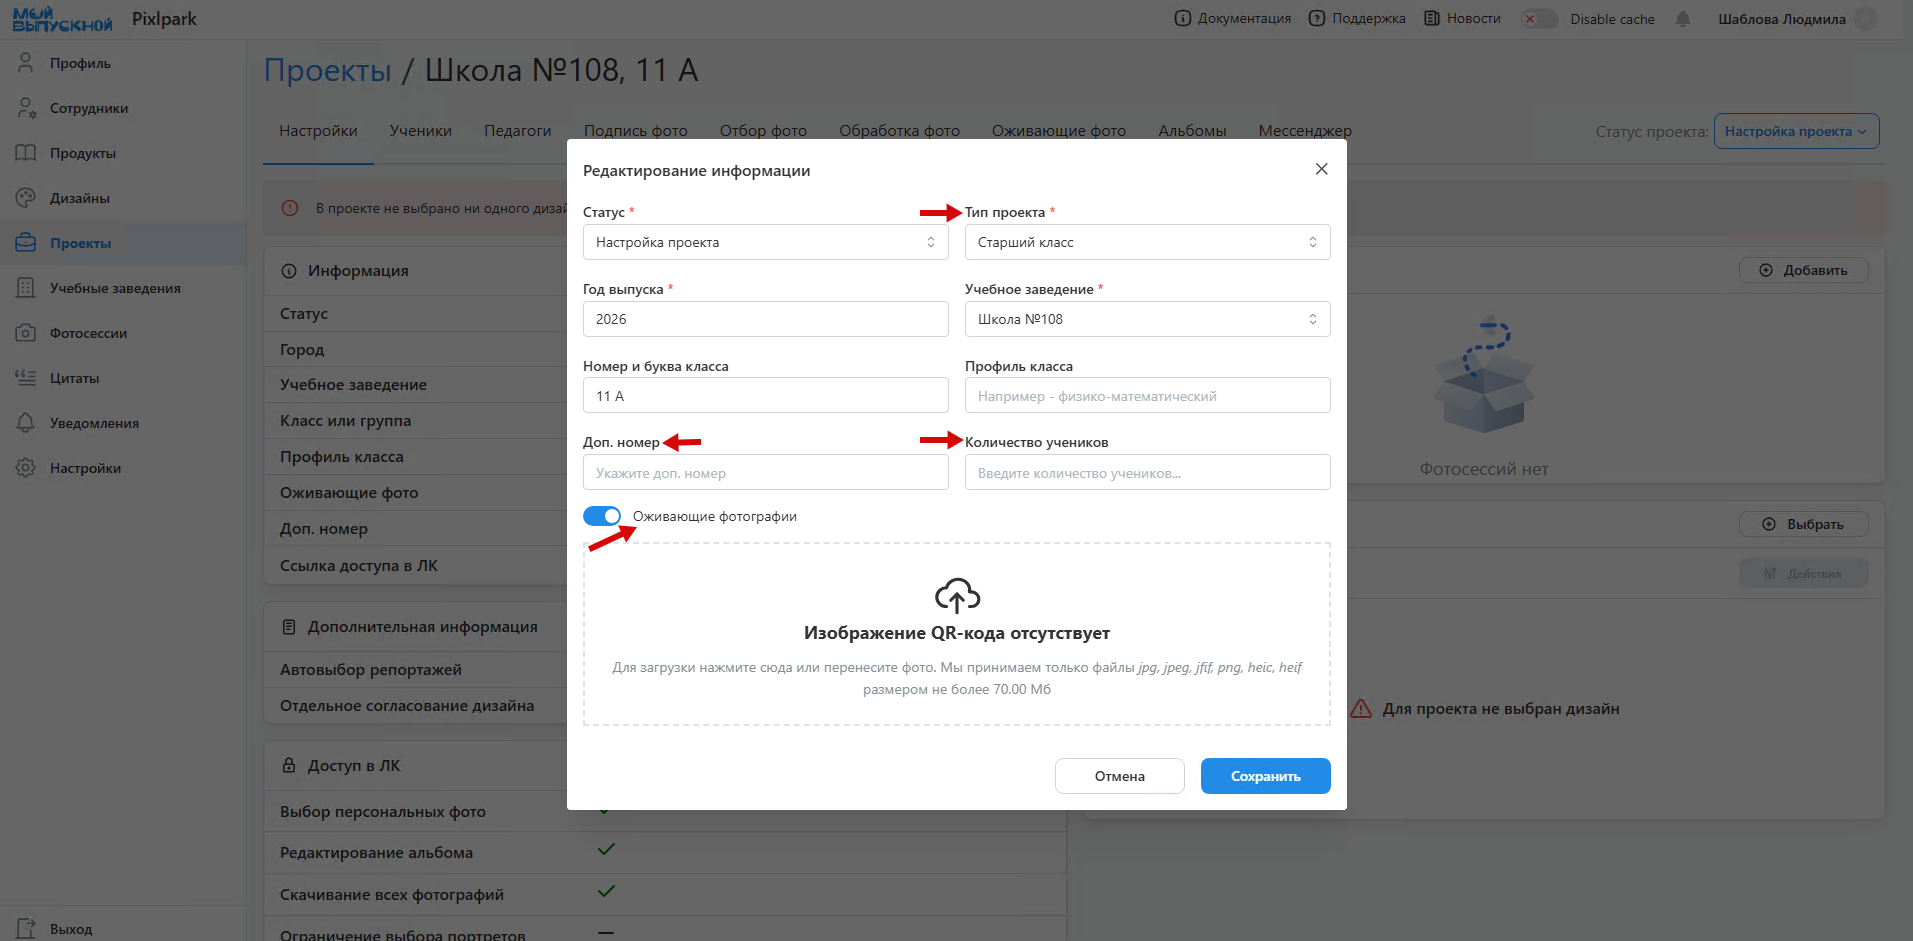 МОЙ
ВЫПУСКНОЙ
Pixlpark
Документация
Поддержка
Новости
Disable cache
Шаблова Людмила
Профиль
Сотрудники
Продукты
Дизайны
Проекты
Учебные заведения
Фотосессии
Цитаты
Уведомления
Настройки
Выход
Проекты / Школа №108, 11 А
Настройки
Ученики
Педагоги
Подпись фото
Отбор фото
Обработка фото
Оживающие фото
Альбомы
Мессенджер
Статус проекта:
Настройка проекта
В проекте не выбрано ни одного
Информация
Статус
Город
Учебное заведение
Класс или группа
Профиль класса
Оживающие фото
Доп. номер
Ссылка доступа в ЛК
Дополнительная информация
Автовыбор репортажей
Отдельное согласование дизайна
Доступ в ЛК
Выбор персональных фото
Редактирование альбома
Скачивание всех фотографий
Ограничение выбора портретов
Редактирование информации
Статус *
Настройка проекта
Тип проекта *
Старший класс
Год выпуска *
2026
Учебное заведение *
Школа №108
Номер и буква класса
11 А
Профиль класса
Например - физико-математический
Доп. номер
Укажите доп. номер
Количество учеников
Введите количество учеников...
Оживающие фотографии
Изображение QR-кода отсутствует
Для загрузки нажмите сюда или перенесите фото. Мы принимаем только файлы jpg, jpeg, jfif, png, heic, heif
размером не более 70.00 Мб
Отмена
Сохранить
Добавить
Фотосессий нет
Выбрать
Действия
Для проекта не выбран дизайн